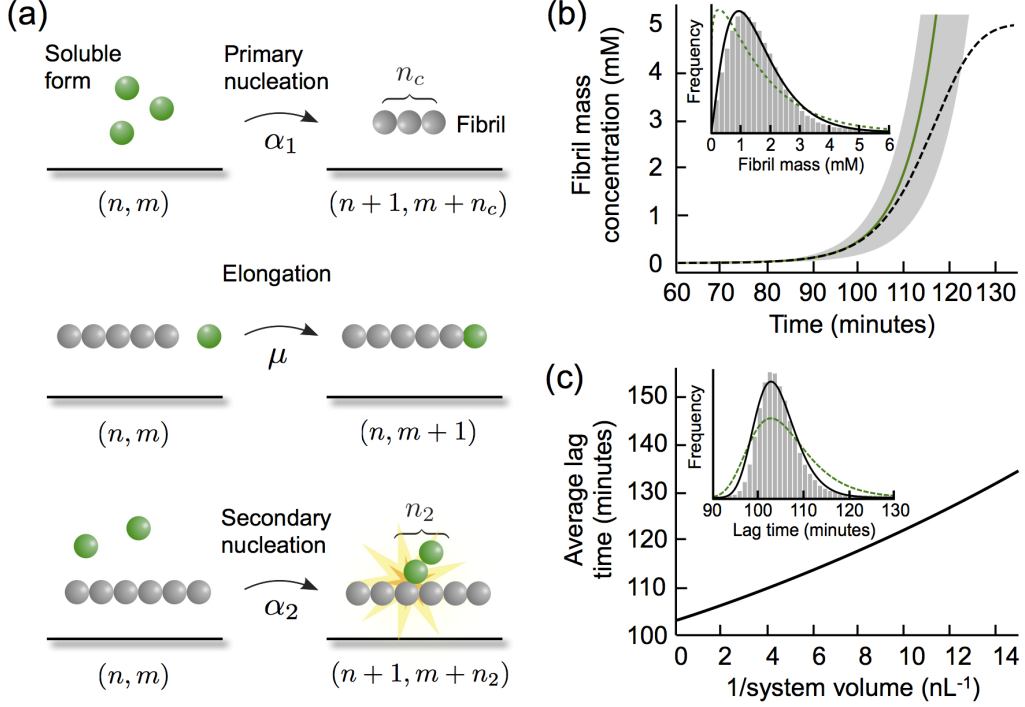 (a)
Soluble
form
Primary
nucleation
n_c
α_1
Fibril
(n, m)
(n + 1, m + n_c)
Elongation
μ
(n, m)
(n, m + 1)
Secondary
nucleation
n_2
α_2
(n, m)
(n + 1, m + n_2)
(b)
Fibril mass
concentration (mM)
5
4
3
2
1
0
60 70 80 90 100 110 120 130
Time (minutes)
Frequency
0 1 2 3 4 5 6
Fibril mass (mM)
(c)
Average lag
time (minutes)
150
140
130
120
110
100
0 2 4 6 8 10 12 14
1/system volume (nL⁻¹)
Frequency
90 100 110 120 130
Lag time (minutes)